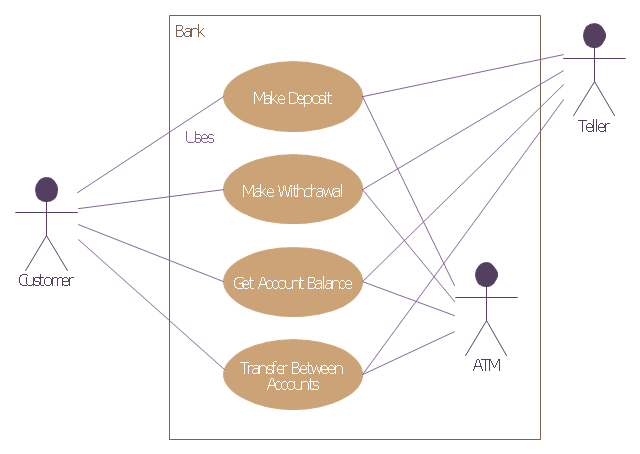 Bank
Make Deposit
Teller
Uses
Make Withdrawal
Customer
Get Account Balance
Transfer Between
Accounts
ATM